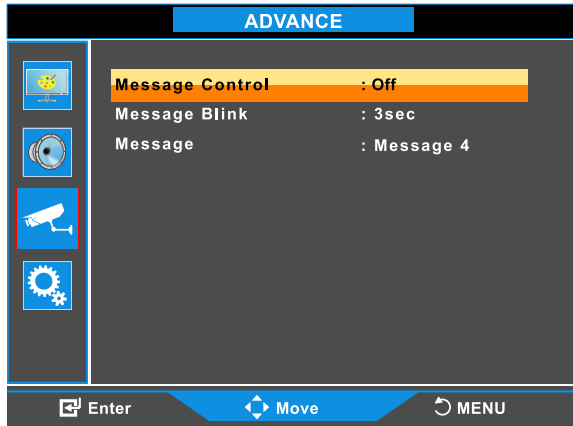 ADVANCE
Message Control : Off
Message Blink : 3sec
Message : Message 4
Enter Move MENU